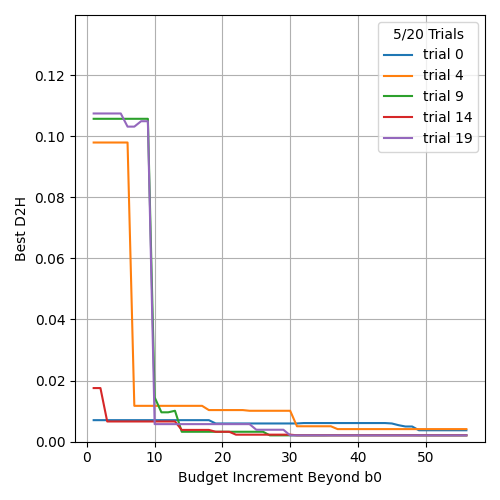 5/20 Trials
trial 0
trial 4
trial 9
trial 14
trial 19
0.12
0.10
0.08
0.06
0.04
0.02
0.00
Best D2H
0 10 20 30 40 50
Budget Increment Beyond b0